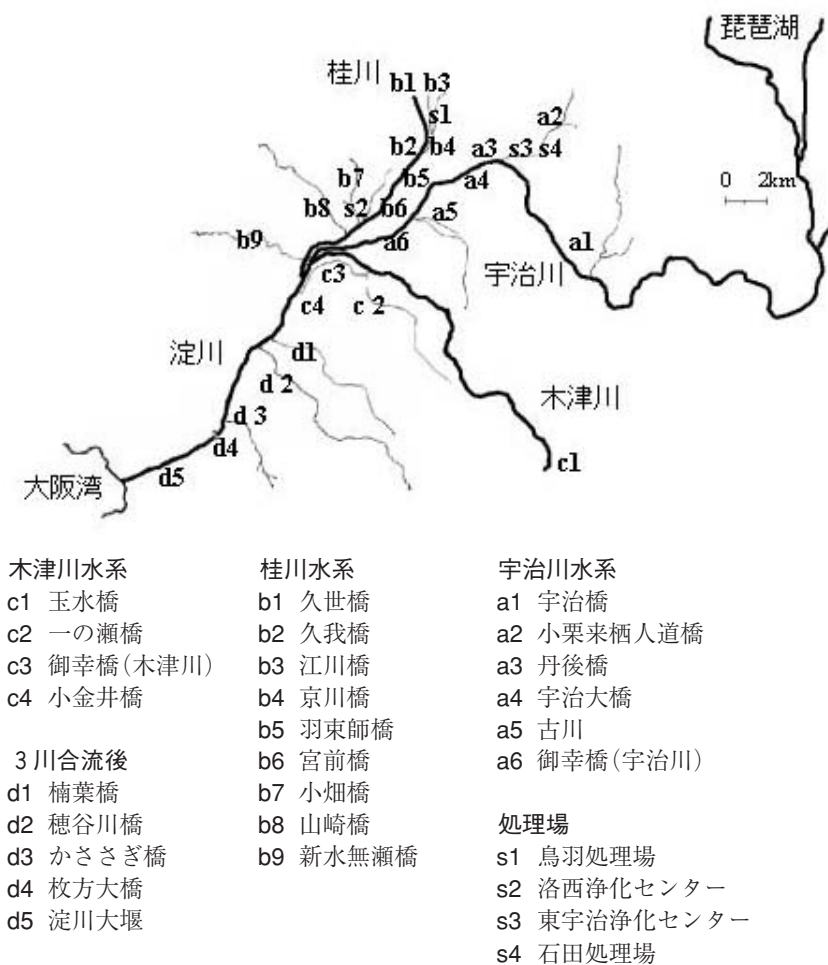 琵琶湖
桂川
b1 b3
s1
a2
b2 b4
a3 s3 s4
b7
b5
a4
0 2km
b8 s2 b6
a5
b9
a6
a1
c3
宇治川
c4 c 2
淀川
d1
d 2
木津川
d 3
d4
c1
大阪湾
d5
木津川水系
c1 玉水橋
c2 一の瀬橋
c3 御幸橋(木津川)
c4 小金井橋
3川合流後
d1 楠葉橋
d2 穂谷川橋
d3 かささぎ橋
d4 枚方大橋
d5 淀川大堰
桂川水系
b1 久世橋
b2 久我橋
b3 江川橋
b4 京川橋
b5 羽束師橋
b6 宮前橋
b7 小畑橋
b8 山崎橋
b9 新水無瀬橋
宇治川水系
a1 宇治橋
a2 小栗来栖人道橋
a3 丹後橋
a4 宇治大橋
a5 古川
a6 御幸橋(宇治川)
処理場
s1 鳥羽処理場
s2 洛西浄化センター
s3 東宇治浄化センター
s4 石田処理場